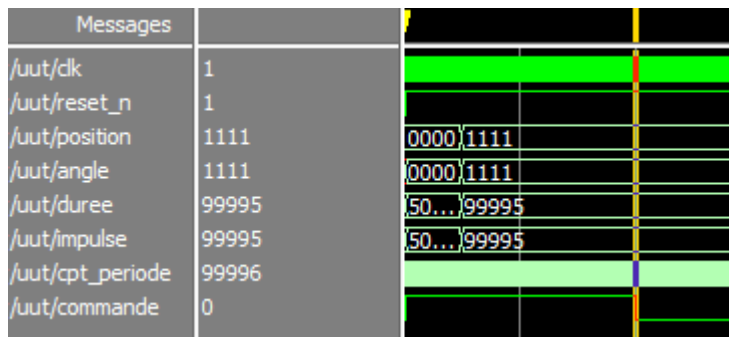 Messages
/uut/clk 1
/uut/reset_n 1
/uut/position 1111 0000 1111
/uut/angle 1111 0000 1111
/uut/duree 99995 50... 99995
/uut/impulse 99995 50... 99995
/uut/cpt_periode 99996
/uut/commande 0